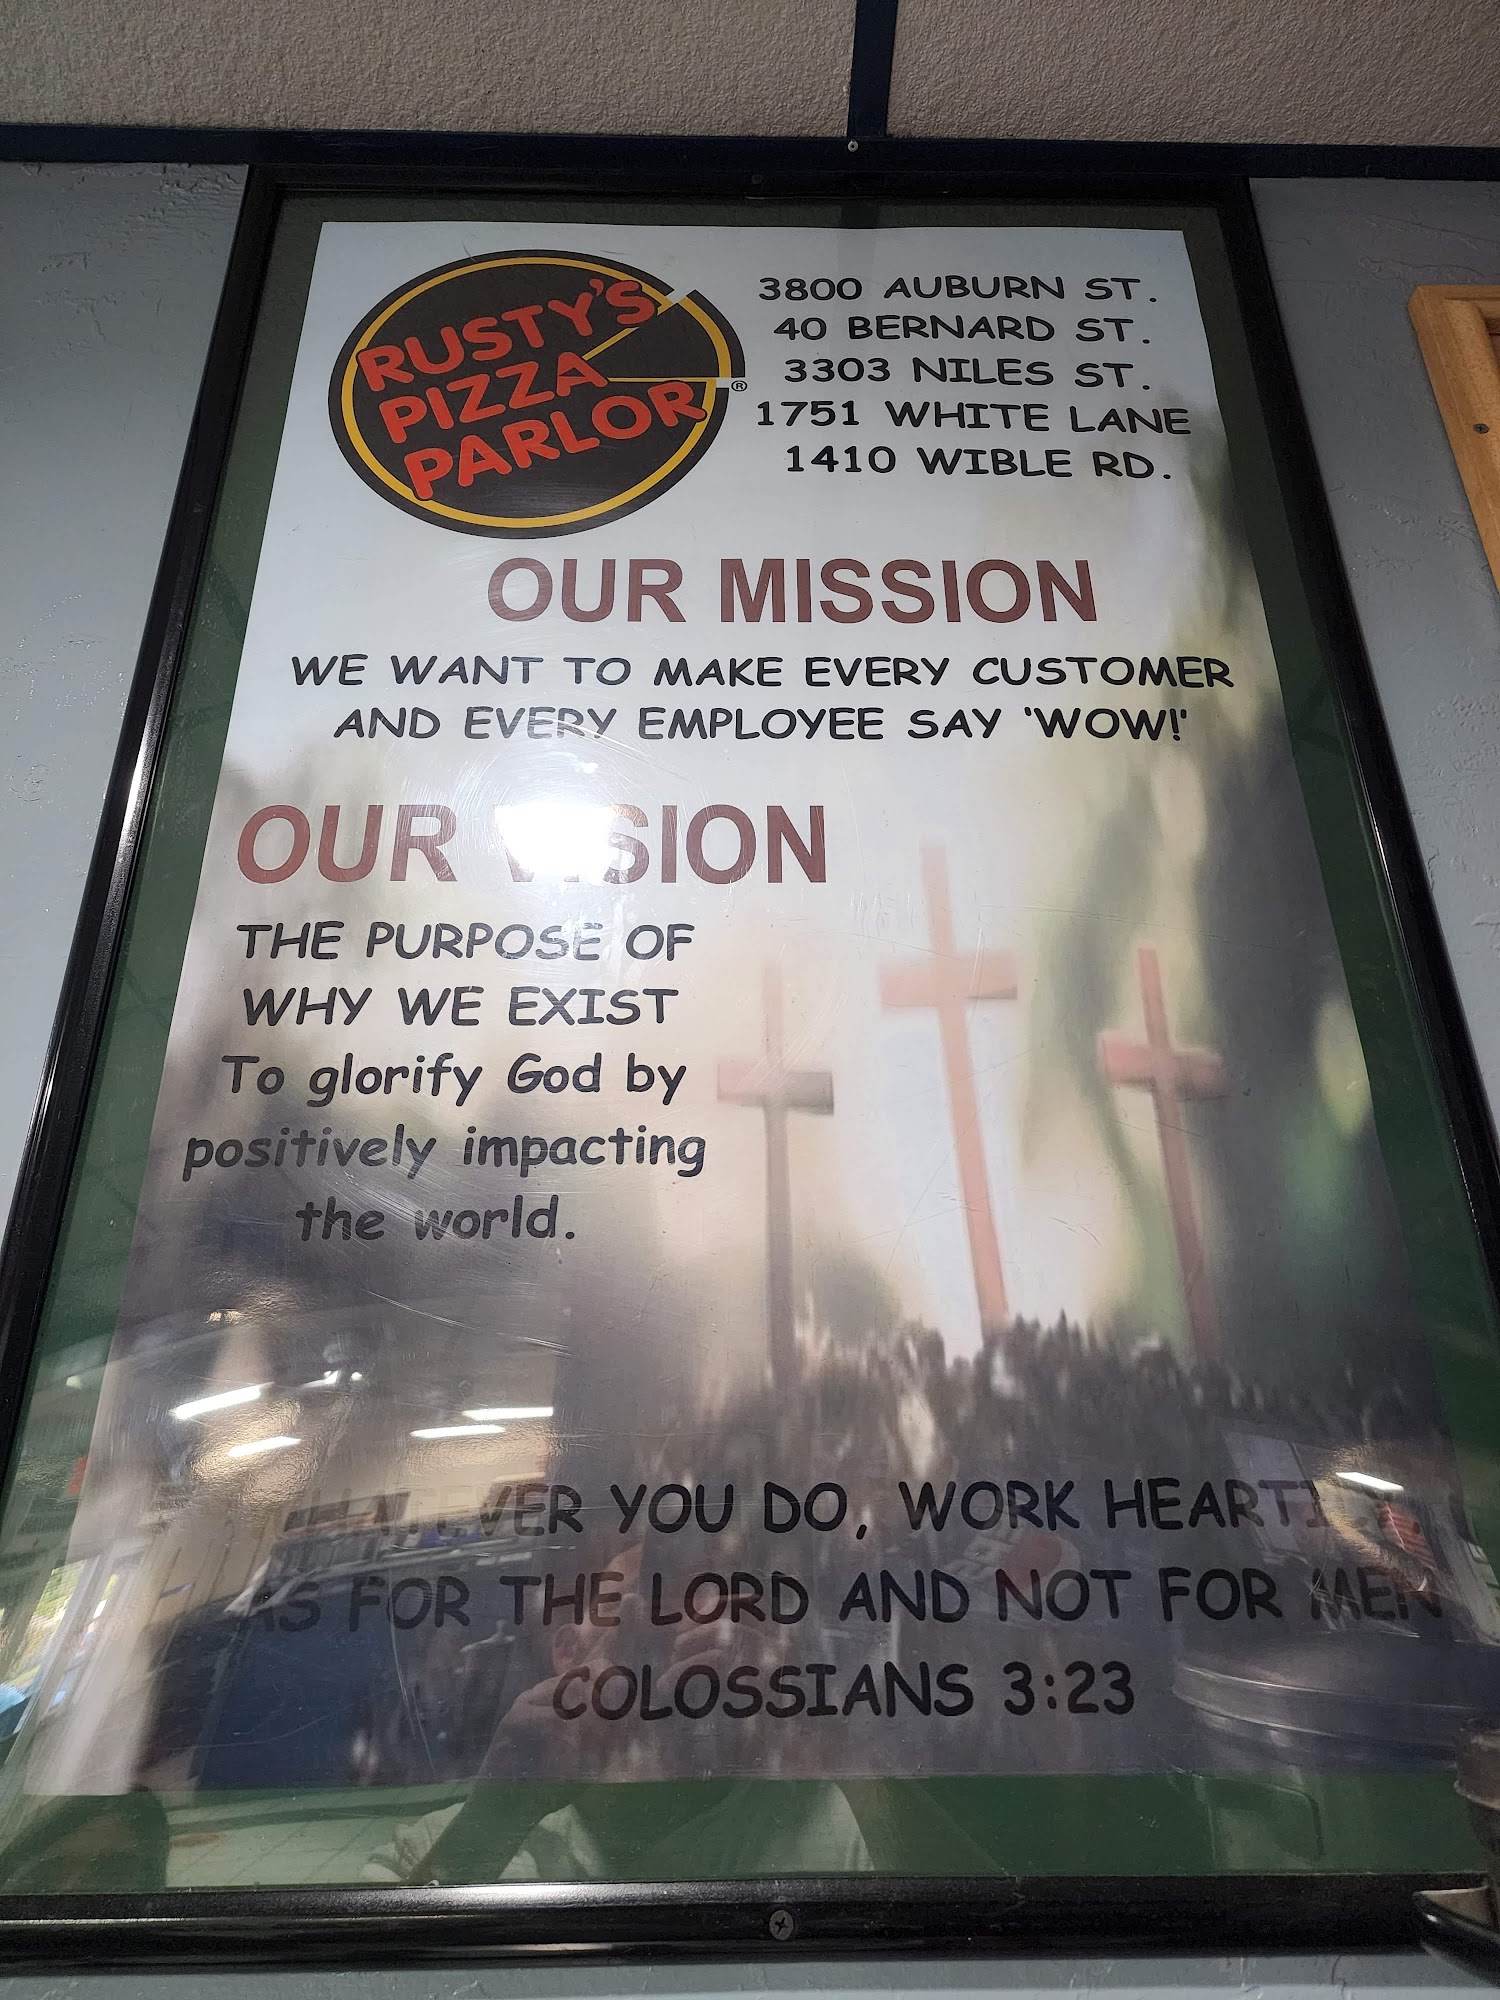 RUSTY'S
PIZZA
PARLOR
®
3800 AUBURN ST.
40 BERNARD ST.
3303 NILES ST.
1751 WHITE LANE
1410 WIBLE RD.
OUR MISSION
WE WANT TO MAKE EVERY CUSTOMER
AND EVERY EMPLOYEE SAY 'WOW!'
OUR VISION
THE PURPOSE OF
WHY WE EXIST
To glorify God by
positively impacting
the world.
YOU DO, WORK
AS FOR THE LORD AND NOT FOR MEN
COLOSSIANS 3:23